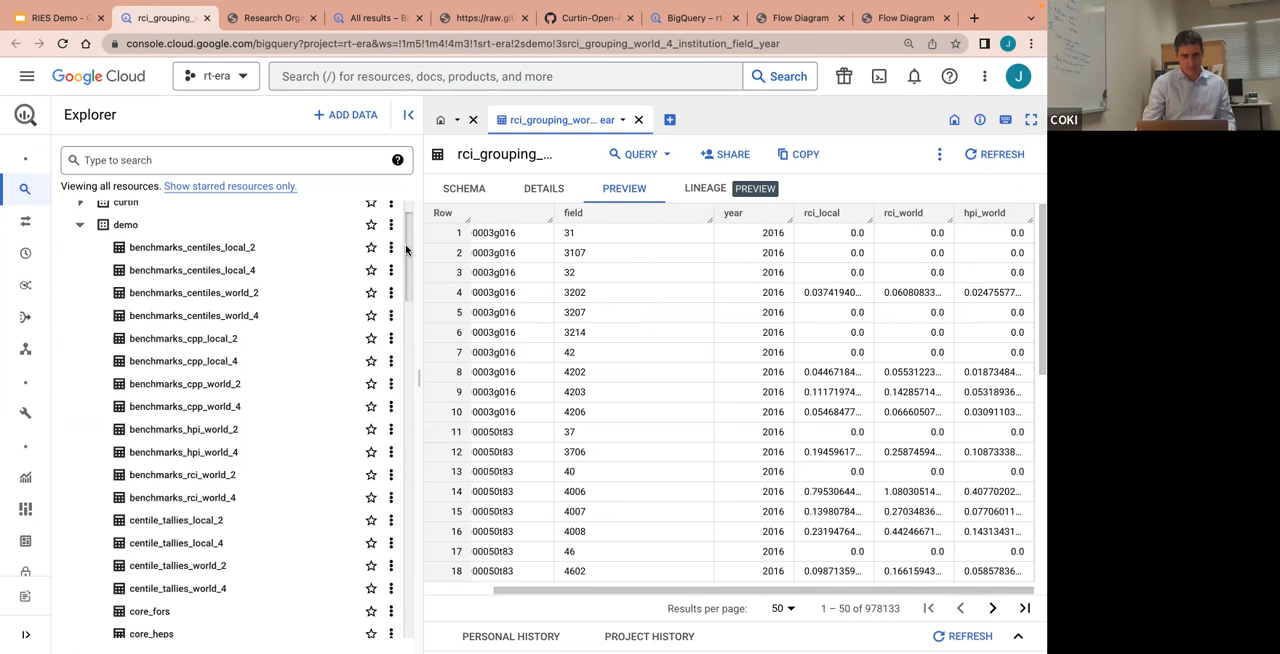 RIES Demo - G
rci_grouping_
Research Org
All results – Bi
https://raw.git
Curtin-Open-
BigQuery – rt-
Flow Diagram
Flow Diagram
console.cloud.google.com/bigquery?project=rt-era&ws=!1m5!1m4!4m3!1srt-era!2sdemo!3srci_grouping_world_4_institution_field_year
J
Google Cloud
rt-era
Search (/) for resources, docs, products, and more
Search
J
COKI
Explorer
+ ADD DATA
Type to search
Viewing all resources. Show starred resources only.
curtin
demo
benchmarks_centiles_local_2
benchmarks_centiles_local_4
benchmarks_centiles_world_2
benchmarks_centiles_world_4
benchmarks_cpp_local_2
benchmarks_cpp_local_4
benchmarks_cpp_world_2
benchmarks_cpp_world_4
benchmarks_hpi_world_2
benchmarks_hpi_world_4
benchmarks_rci_world_2
benchmarks_rci_world_4
centile_tallies_local_2
centile_tallies_local_4
centile_tallies_world_2
centile_tallies_world_4
core_fors
core_heps
rci_grouping_wor... ear
rci_grouping_...
QUERY
SHARE
COPY
REFRESH
SCHEMA
DETAILS
PREVIEW
LINEAGE PREVIEW
Row field year rci_local rci_world hpi_world
1 0003g016 31 2016 0.0 0.0 0.0
2 0003g016 3107 2016 0.0 0.0 0.0
3 0003g016 32 2016 0.0 0.0 0.0
4 0003g016 3202 2016 0.03741940... 0.06080833... 0.02475577...
5 0003g016 3207 2016 0.0 0.0 0.0
6 0003g016 3214 2016 0.0 0.0 0.0
7 0003g016 42 2016 0.0 0.0 0.0
8 0003g016 4202 2016 0.04467184... 0.05531223... 0.01873484...
9 0003g016 4203 2016 0.11171974... 0.14285714... 0.05318936...
10 0003g016 4206 2016 0.05468477... 0.06660507... 0.03091103...
11 00050t83 37 2016 0.0 0.0 0.0
12 00050t83 3706 2016 0.19459617... 0.25874594... 0.10873338...
13 00050t83 40 2016 0.0 0.0 0.0
14 00050t83 4006 2016 0.79530644... 1.08030514... 0.40770202...
15 00050t83 4007 2016 0.13980784... 0.27034836... 0.07706011...
16 00050t83 4008 2016 0.23194764... 0.44246671... 0.14313431...
17 00050t83 46 2016 0.0 0.0 0.0
18 00050t83 4602 2016 0.09871359... 0.16615943... 0.05857836...
Results per page: 50 1 – 50 of 978133
PERSONAL HISTORY
PROJECT HISTORY
REFRESH